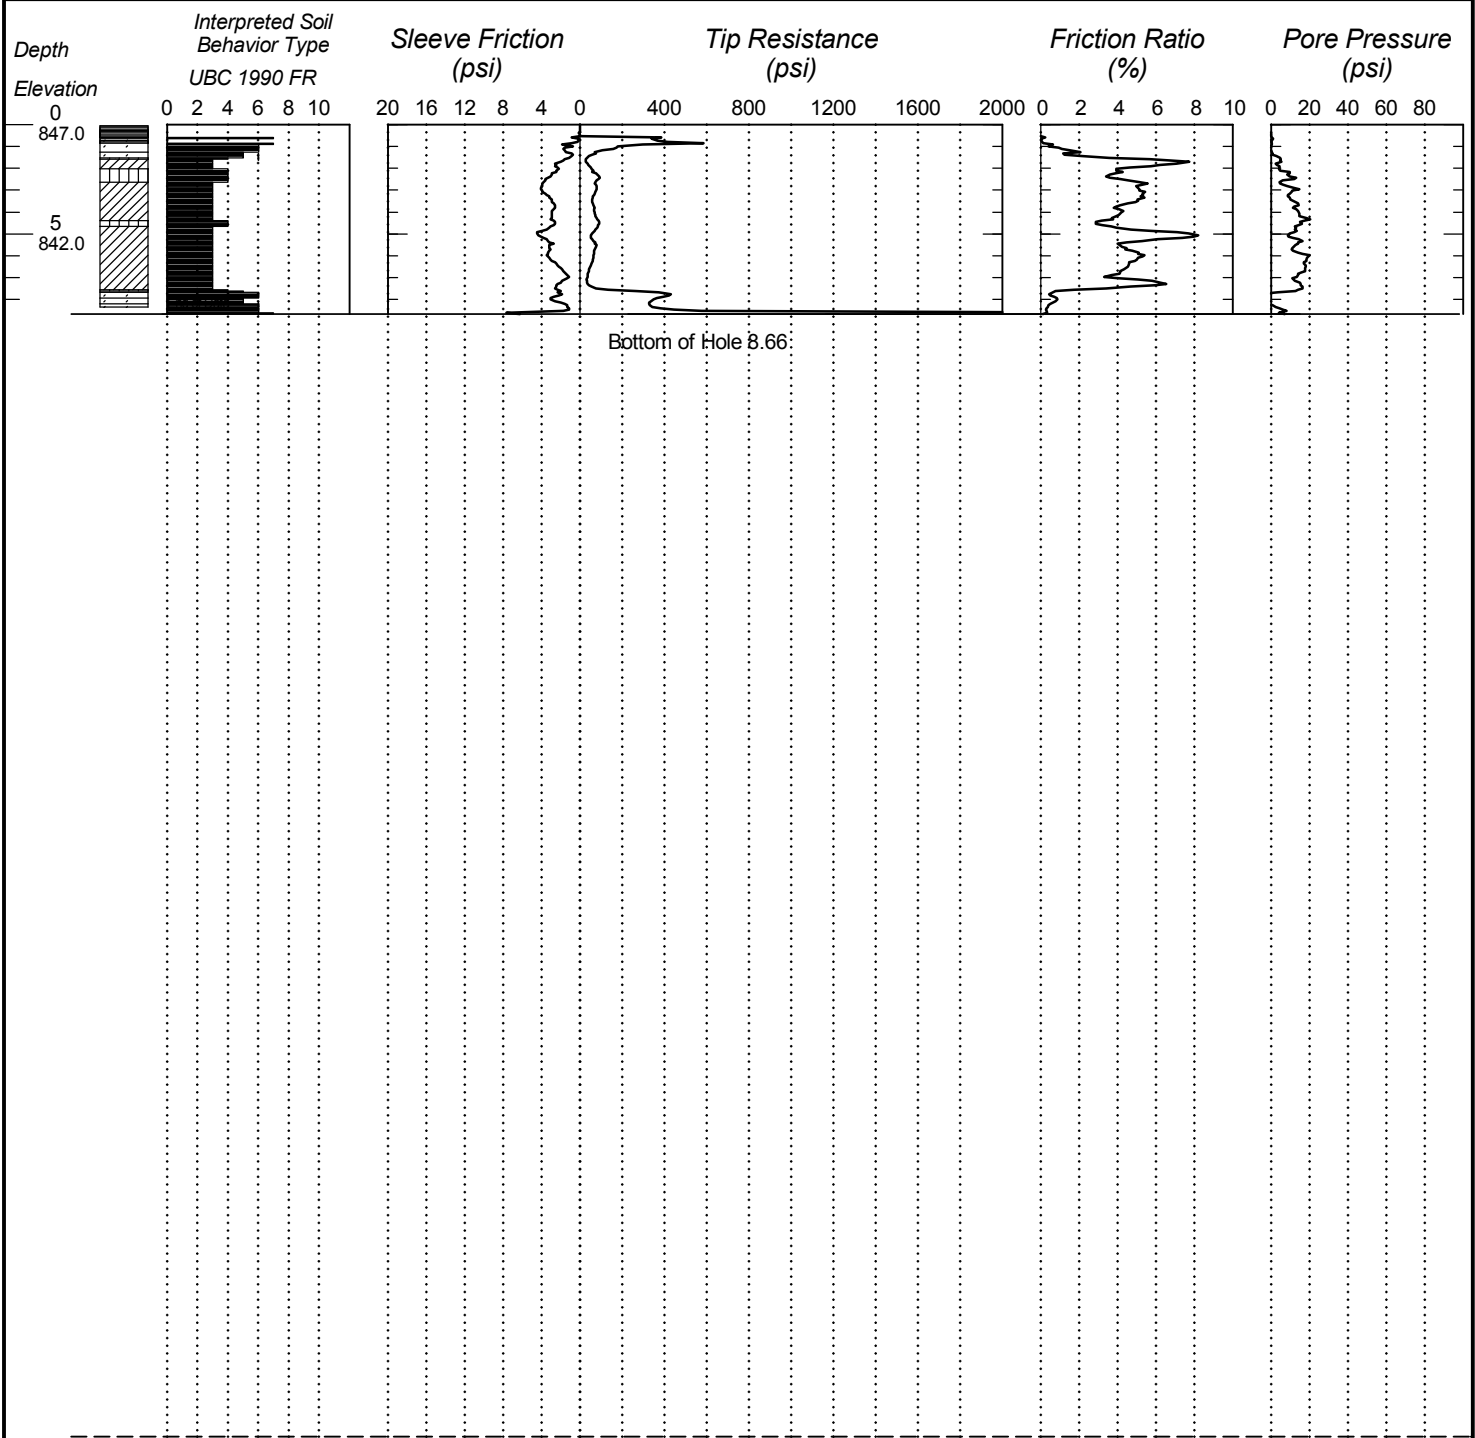 Depth
Elevation
Interpreted Soil
Behavior Type
UBC 1990 FR
Sleeve Friction
(psi)
Tip Resistance
(psi)
Friction Ratio
(%)
Pore Pressure
(psi)
0 2 4 6 8 10
20 16 12 8 4 0
400 800 1200 1600 2000
0 2 4 6 8 10
0 20 40 60 80
0
847.0
5
842.0
Bottom of Hole 8.66